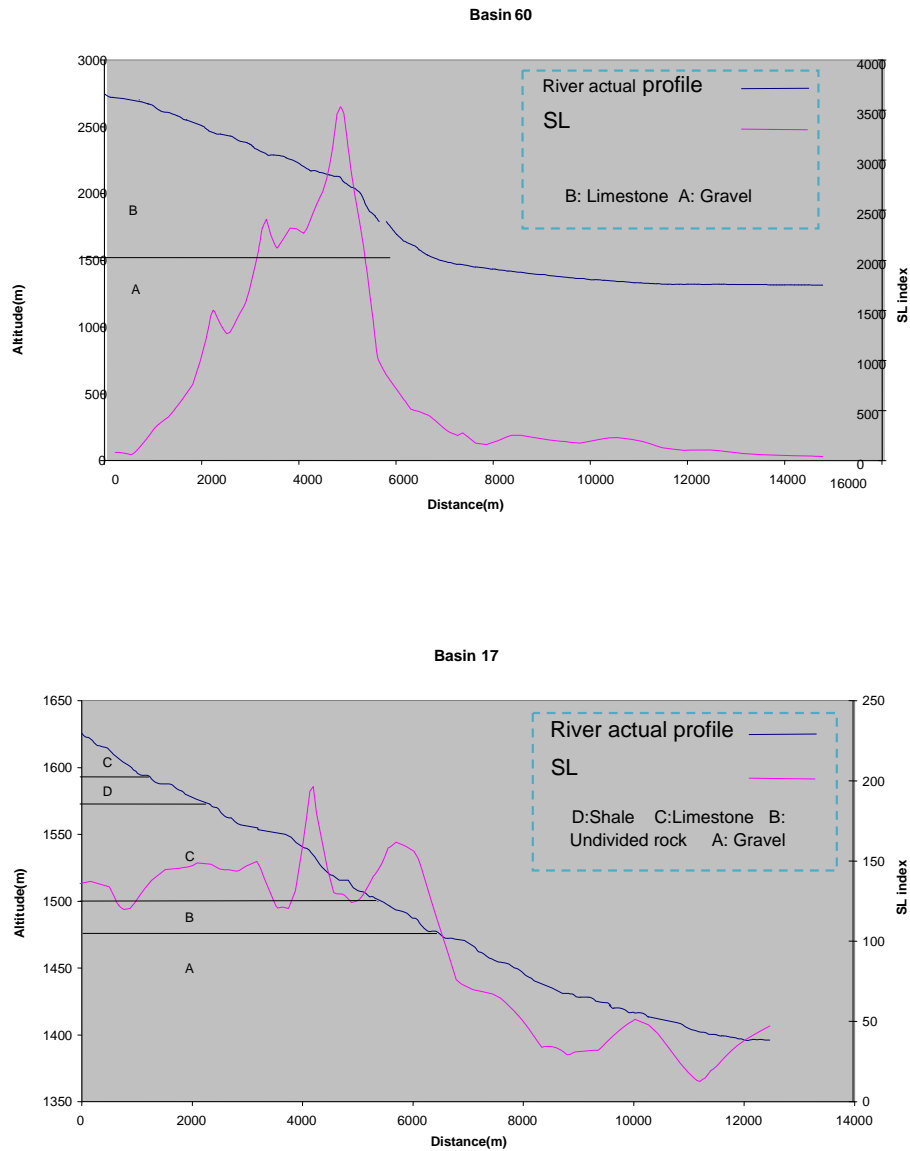 Basin 60
3000
2500
2000
1500
1000
500
0
Altitude(m)
4000
3500
3000
2500
2000
1500
1000
500
0
SL index
River actual profile
SL
B: Limestone A: Gravel
B
A
0 2000 4000 6000 8000 10000 12000 14000 16000
Distance(m)
Basin 17
1650
1600
1550
1500
1450
1400
1350
Altitude(m)
250
200
150
100
50
0
SL index
River actual profile
SL
D:Shale C:Limestone B:
Undivided rock A: Gravel
C
D
C
B
A
0 2000 4000 6000 8000 10000 12000 14000
Distance(m)